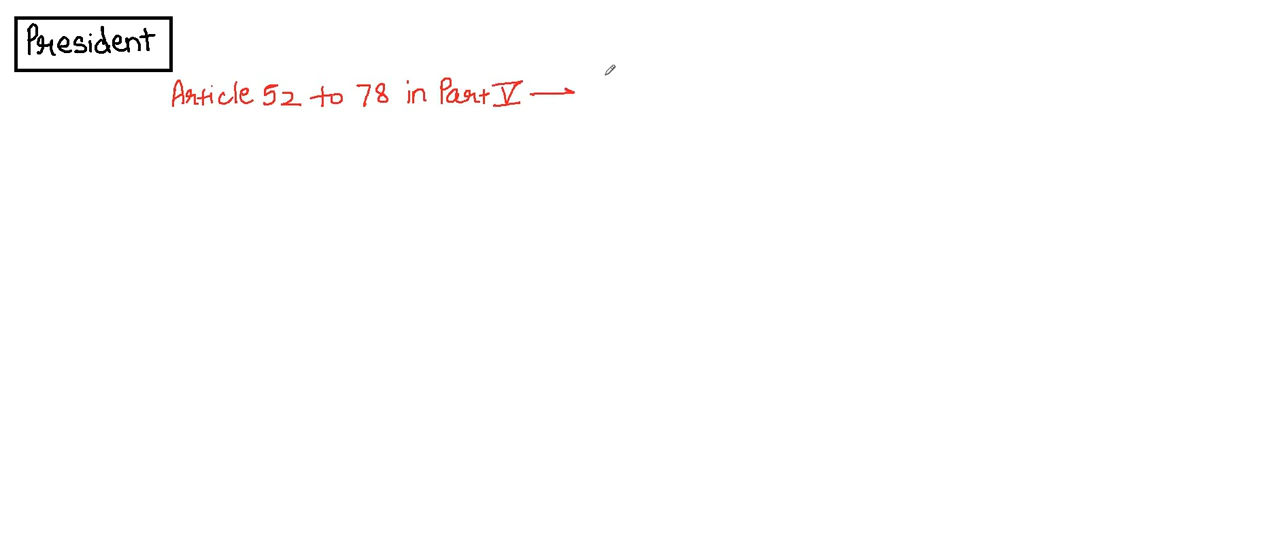 President
Article 52 to 78 in Part V →